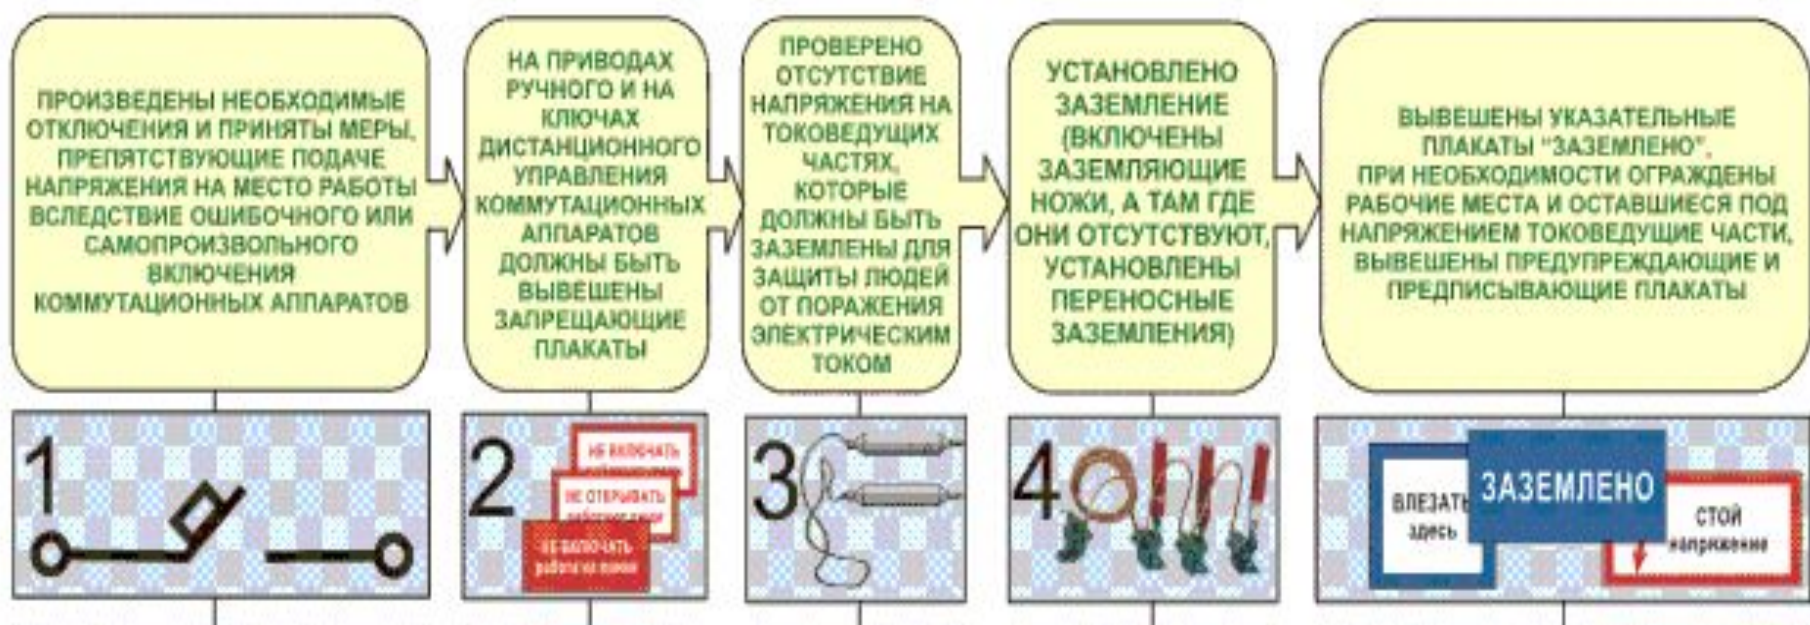 ПРОИЗВЕДЕНЫ НЕОБХОДИМЫЕ
ОТКЛЮЧЕНИЯ И ПРИНЯТЫ МЕРЫ,
ПРЕПЯТСТВУЮЩИЕ ПОДАЧЕ
НАПРЯЖЕНИЯ НА МЕСТО РАБОТЫ
ВСЛЕДСТВИЕ ОШИБОЧНОГО ИЛИ
САМОПРОИЗВОЛЬНОГО
ВКЛЮЧЕНИЯ
КОММУТАЦИОННЫХ АППАРАТОВ
НА ПРИВОДАХ
РУЧНОГО И НА
КЛЮЧАХ
ДИСТАНЦИОННОГО
УПРАВЛЕНИЯ
КОММУТАЦИОННЫХ
АППАРАТОВ
ДОЛЖНЫ БЫТЬ
ВЫВЕШЕНЫ
ЗАПРЕЩАЮЩИЕ
ПЛАКАТЫ
ПРОВЕРЕНО
ОТСУТСТВИЕ
НАПРЯЖЕНИЯ НА
ТОКОВЕДУЩИХ
ЧАСТЯХ,
КОТОРЫЕ
ДОЛЖНЫ БЫТЬ
ЗАЗЕМЛЕНЫ ДЛЯ
ЗАЩИТЫ ЛЮДЕЙ
ОТ ПОРАЖЕНИЯ
ЭЛЕКТРИЧЕСКИМ
ТОКОМ
УСТАНОВЛЕНО
ЗАЗЕМЛЕНИЕ
(ВКЛЮЧЕНЫ
ЗАЗЕМЛЯЮЩИЕ
НОЖИ, А ТАМ ГДЕ
ОНИ ОТСУТСТВУЮТ,
УСТАНОВЛЕНЫ
ПЕРЕНОСНЫЕ
ЗАЗЕМЛЕНИЯ)
ВЫВЕШЕНЫ УКАЗАТЕЛЬНЫЕ
ПЛАКАТЫ "ЗАЗЕМЛЕНО",
ПРИ НЕОБХОДИМОСТИ ОГРАЖДЕНЫ
РАБОЧИЕ МЕСТА И ОСТАВШИЕСЯ ПОД
НАПРЯЖЕНИЕМ ТОКОВЕДУЩИЕ ЧАСТИ,
ВЫВЕШЕНЫ ПРЕДУПРЕЖДАЮЩИЕ И
ПРЕДПИСЫВАЮЩИЕ ПЛАКАТЫ
1
2
НЕ ВКЛЮЧАТЬ
НЕ ОТКРЫВАТЬ
НЕ ВКЛЮЧАТЬ
работа на линии
3
4
ВЛЕЗАТЬ
здесь
ЗАЗЕМЛЕНО
СТОЙ
напряжение